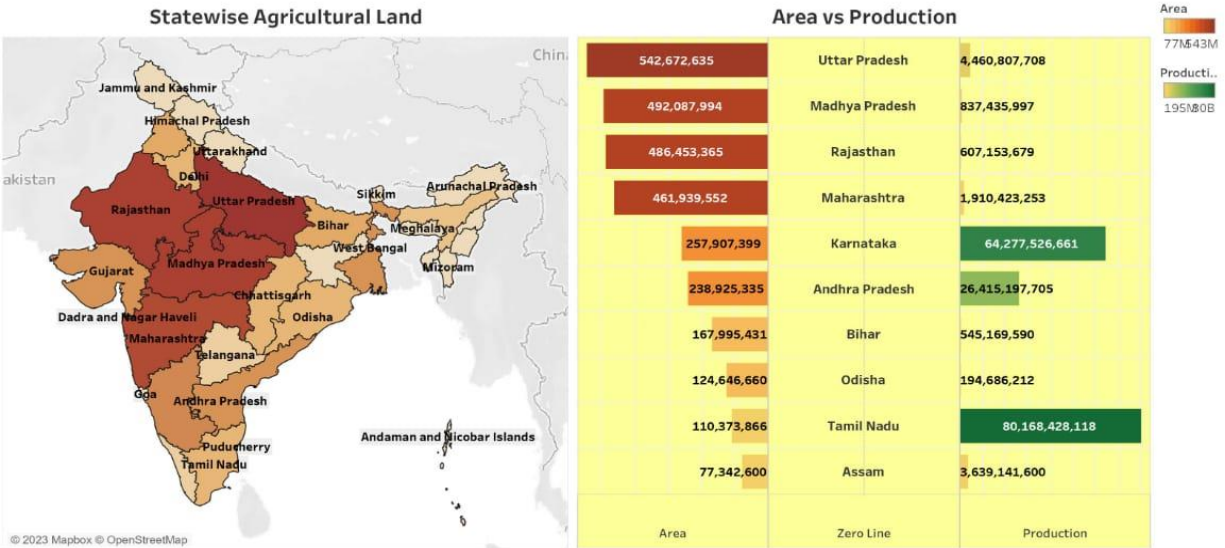 Statewise Agricultural Land
Area vs Production
Area
77M 543M
Producti..
195M 80B
China
akistan
Jammu and Kashmir
Himachal Pradesh
Uttarakhand
Delhi
Rajasthan
Uttar Pradesh
Sikkim
Arunachal Pradesh
Bihar
Meghalaya
West Bengal
Gujarat
Madhya Pradesh
Mizoram
Chhattisgarh
Dadra and Nagar Haveli
Odisha
Maharashtra
Telangana
Goa
Andhra Pradesh
Andaman and Nicobar Islands
Puducherry
Tamil Nadu
© 2023 Mapbox © OpenStreetMap
542,672,635 Uttar Pradesh 4,460,807,708
492,087,994 Madhya Pradesh 837,435,997
486,453,365 Rajasthan 607,153,679
461,939,552 Maharashtra 1,910,423,253
257,907,399 Karnataka 64,277,526,661
238,925,335 Andhra Pradesh 26,415,197,705
167,995,431 Bihar 545,169,590
124,646,660 Odisha 194,686,212
110,373,866 Tamil Nadu 80,168,428,118
77,342,600 Assam 3,639,141,600
Area Zero Line Production